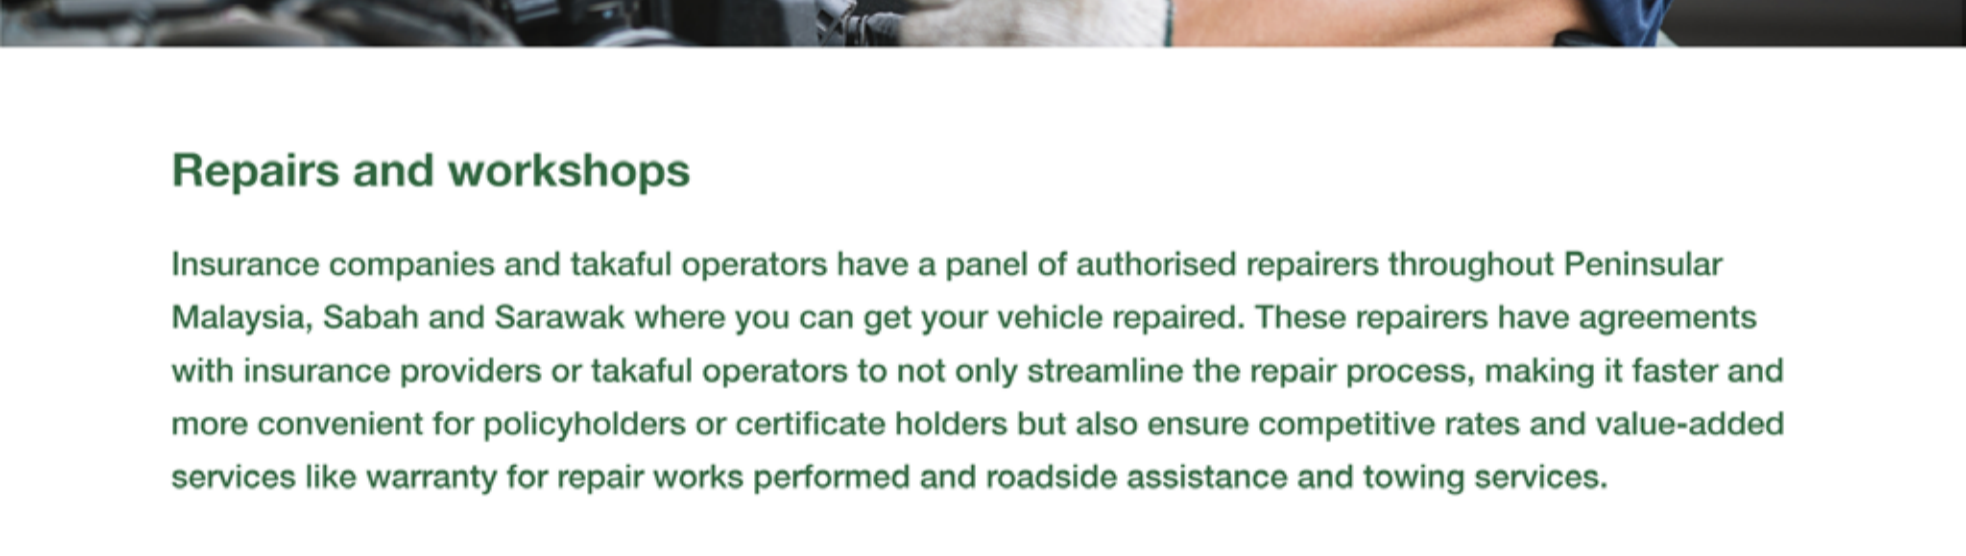 Repairs and workshops
Insurance companies and takaful operators have a panel of authorised repairers throughout Peninsular
Malaysia, Sabah and Sarawak where you can get your vehicle repaired. These repairers have agreements
with insurance providers or takaful operators to not only streamline the repair process, making it faster and
more convenient for policyholders or certificate holders but also ensure competitive rates and value-added
services like warranty for repair works performed and roadside assistance and towing services.